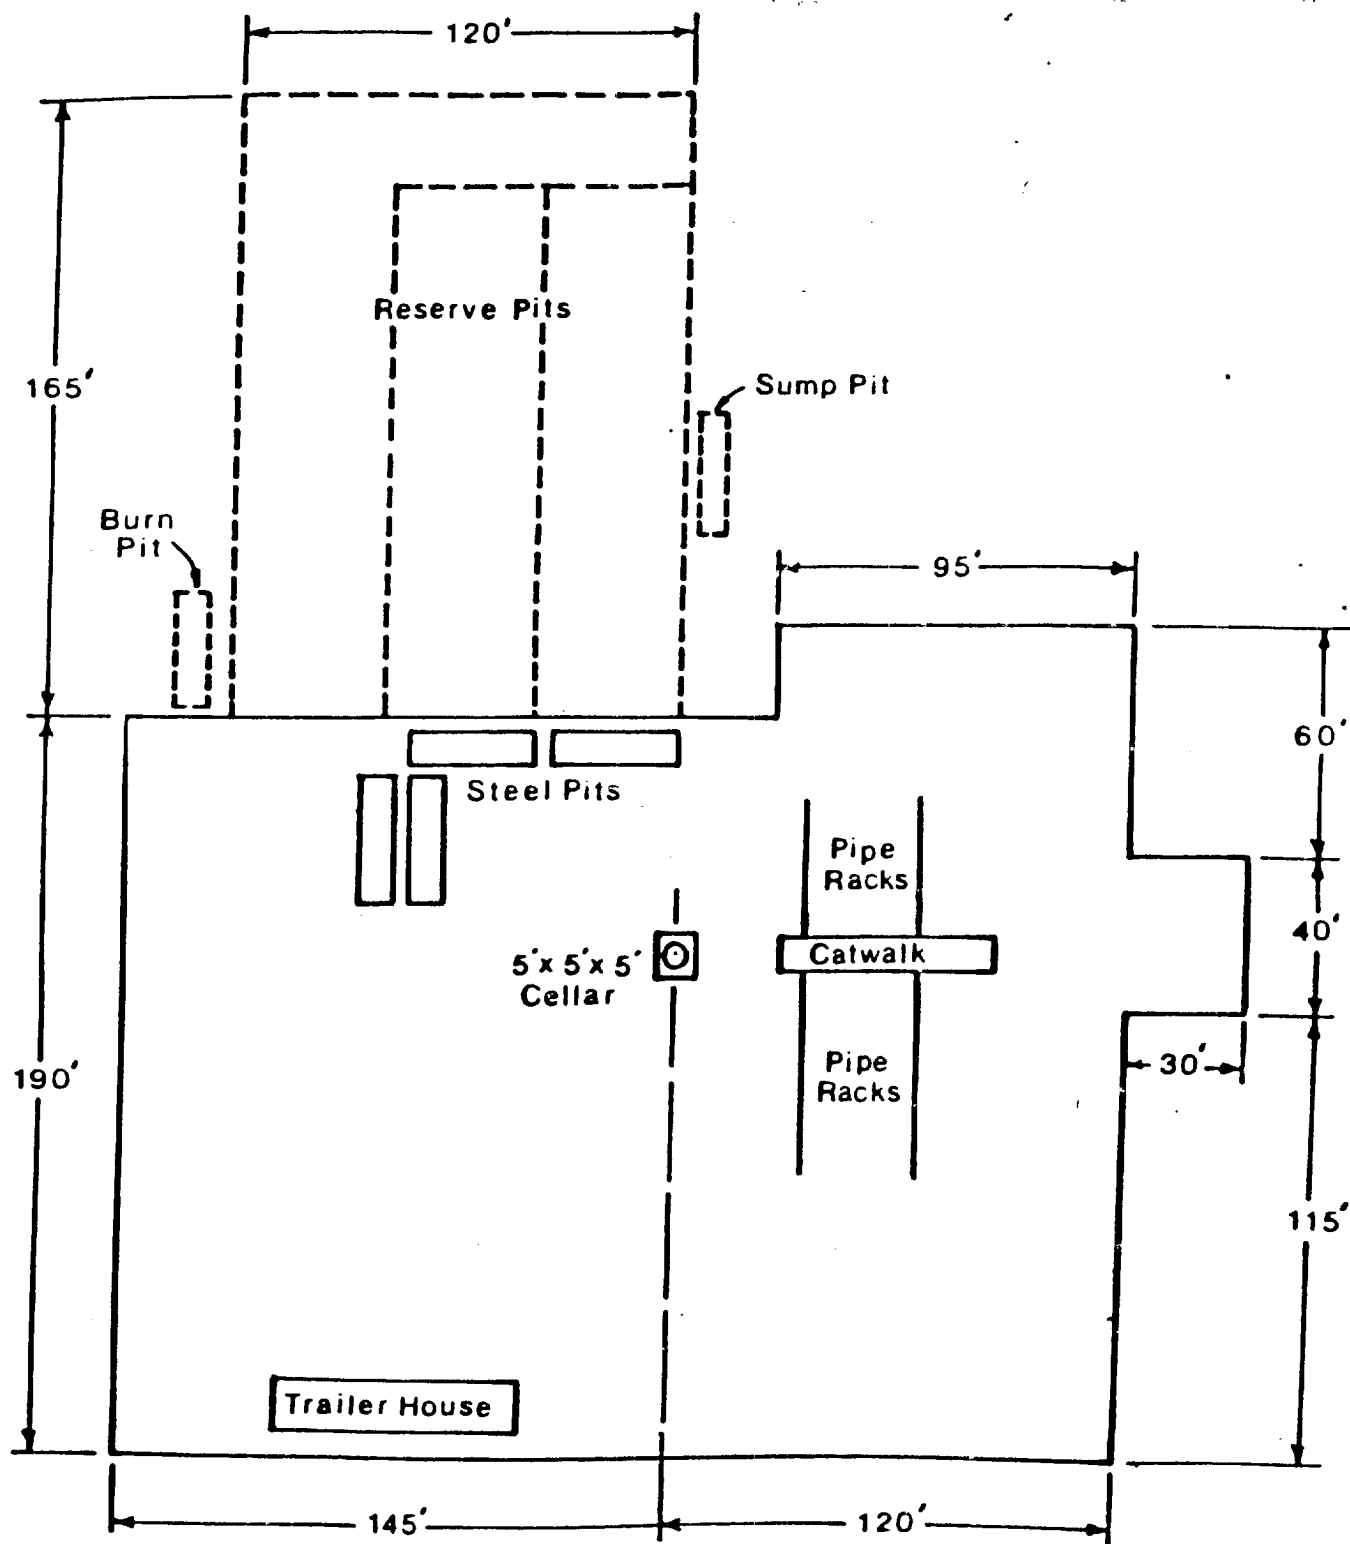 120'
Reserve Pits
165'
Sump Pit
Burn
Pit
95'
60'
Steel Pits
Pipe
Racks
40'
Catwalk
5'x 5'x 5'
Cellar
30'
190'
Pipe
Racks
115'
Trailer House
145'
120'